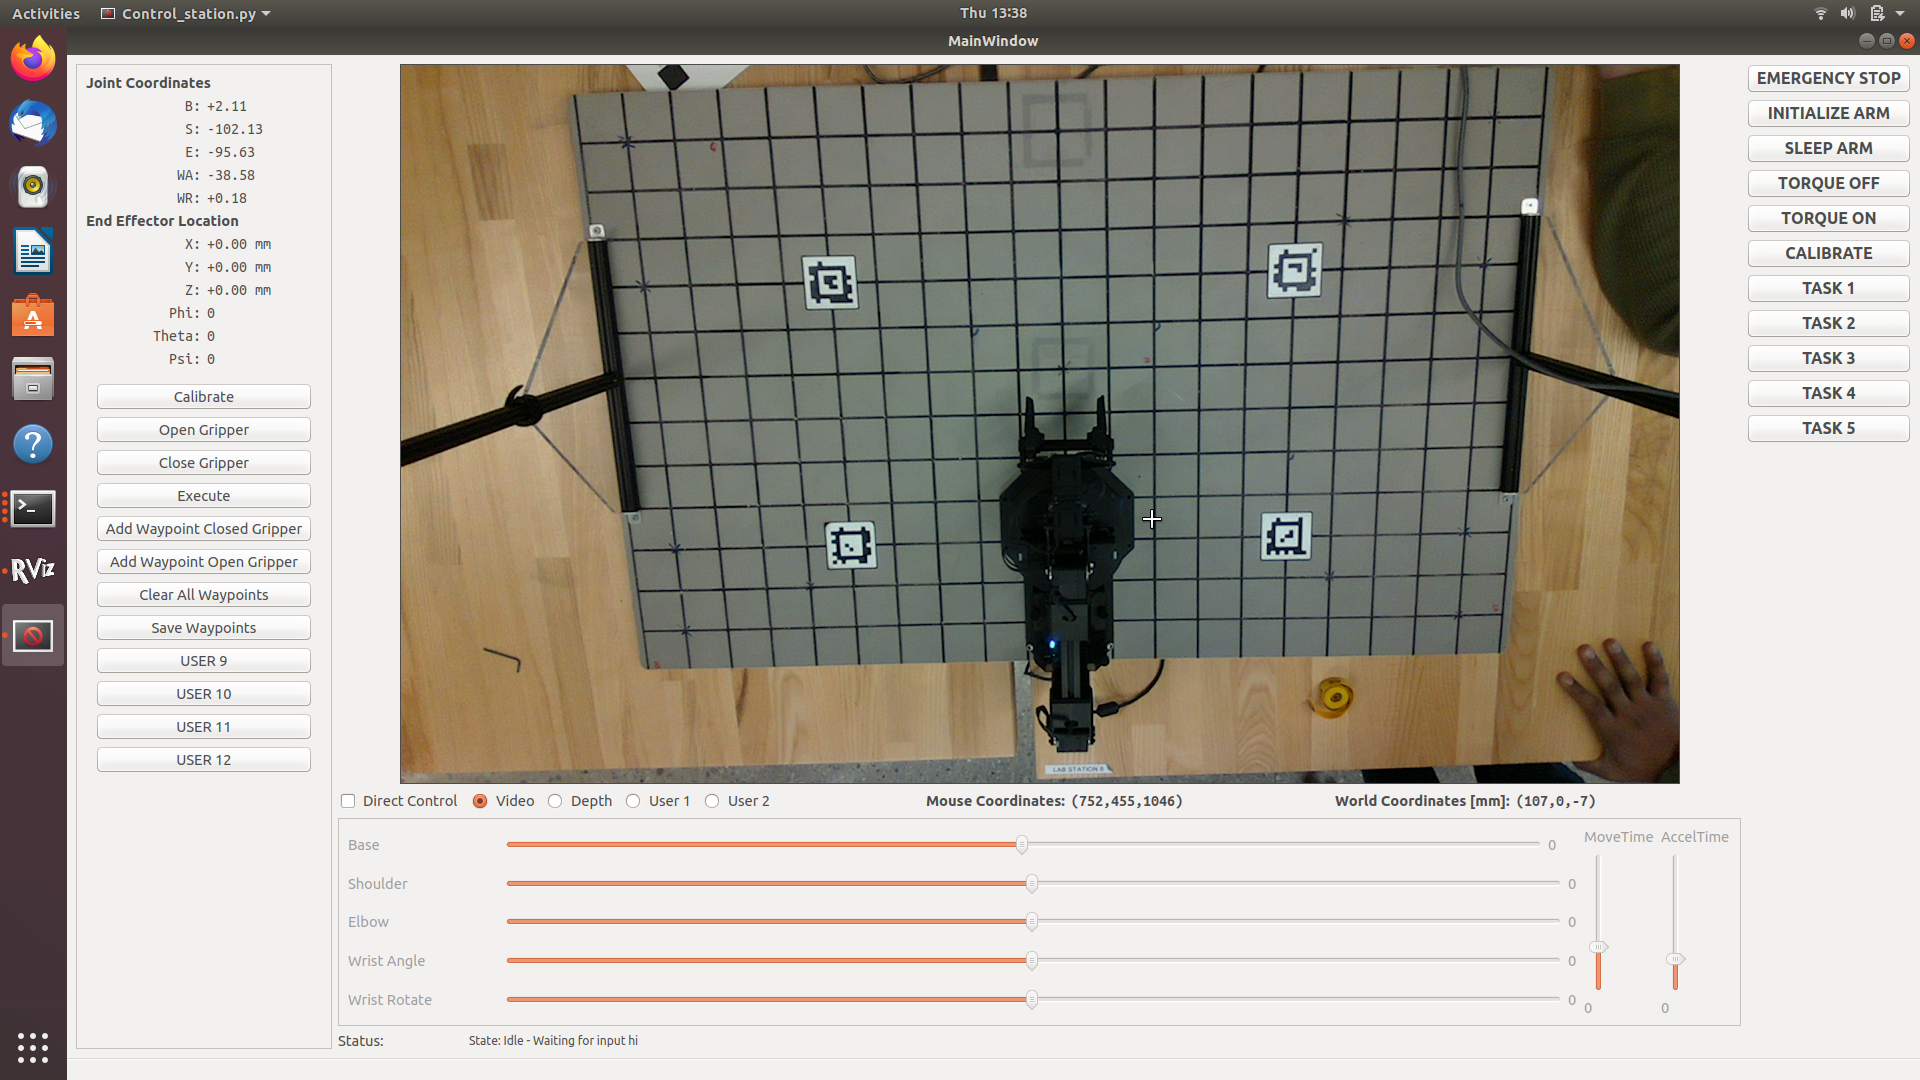 Activities
Control_station.py
Thu 13:38
MainWindow
Joint Coordinates
B: +2.11
S: -102.13
E: -95.63
WA: -38.58
WR: +0.18
End Effector Location
X: +0.00 mm
Y: +0.00 mm
Z: +0.00 mm
Phi: 0
Theta: 0
Psi: 0
Calibrate
Open Gripper
Close Gripper
Execute
Add Waypoint Closed Gripper
Add Waypoint Open Gripper
Clear All Waypoints
Save Waypoints
USER 9
USER 10
USER 11
USER 12
RViz
LAB STATION 6
EMERGENCY STOP
INITIALIZE ARM
SLEEP ARM
TORQUE OFF
TORQUE ON
CALIBRATE
TASK 1
TASK 2
TASK 3
TASK 4
TASK 5
Direct Control Video Depth User 1 User 2
Mouse Coordinates: (752,455,1046)
World Coordinates [mm]: (107,0,-7)
Base 0
Shoulder 0
Elbow 0
Wrist Angle 0
Wrist Rotate 0
MoveTime AccelTime
0 0
Status: State: Idle - Waiting for input hi